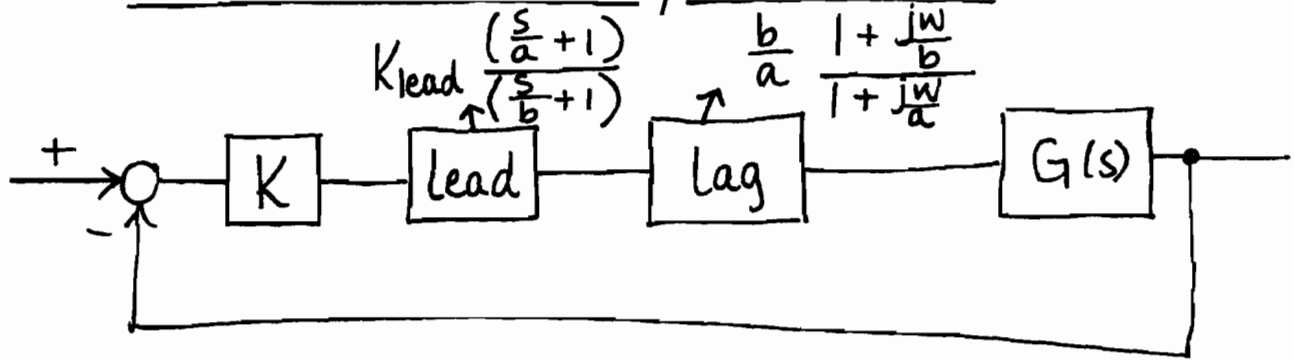 K_lead (s/a + 1) / (s/b + 1)
b/a (1 + jw/b) / (1 + jw/a)
+
K
lead
Lag
G(s)
-